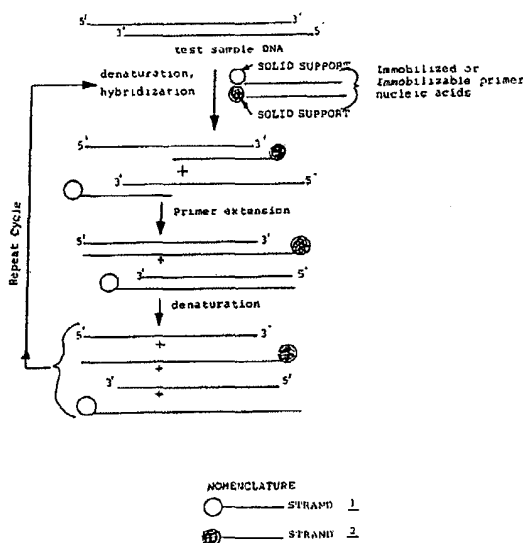 5' 3'
3' 5'
test sample DNA
denaturation,
hybridization
SOLID SUPPORT
SOLID SUPPORT
Immobilized or
Immobilizable primer
nucleic acids
5' 3'
+
3' 5'
Primer extension
5' 3'
+
3' 5'
denaturation
5' 3'
+
+
3' 5'
+
Repeat Cycle
NOMENCLATURE
STRAND 1
STRAND 2